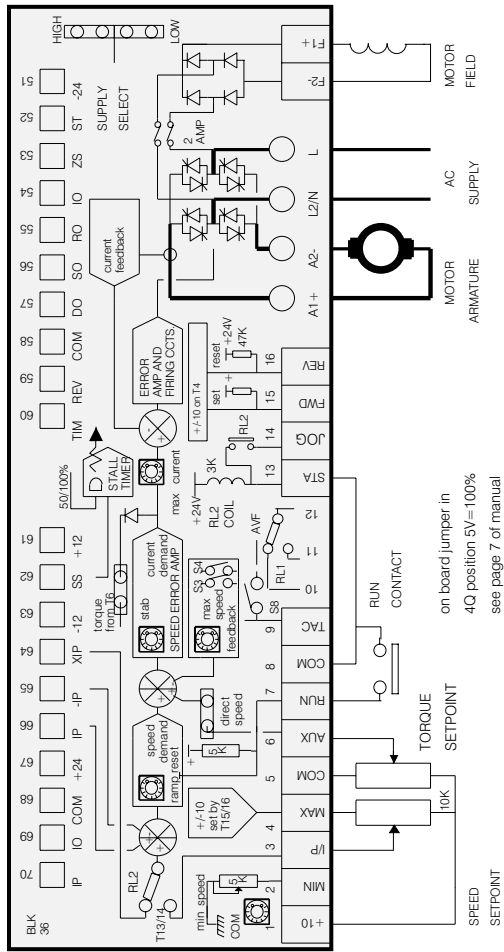 BLK
36
70 69 68 67 66 65 64 63 62 61 60 59 58 57 56 55 54 53 52 51
IP IO COM +24 IP -IP XIP -12 SS +12 TIM REV COM DO SO RO IO ZS ST -24
HIGH
LOW
SUPPLY
SELECT
50/100%
STALL
TIMER
torque
from T6
current
feedback
2
AMP
RL2
T13/14
speed
demand
ramp reset
+
+
+
-
stab
current
demand
SPEED ERROR AMP
max current
+
-
ERROR
AMP AND
FIRING CCTS
min speed
COM
5K
+/-10
set by
T15/16
+
5
K
direct
speed
max
speed
feedback
S3 S4
S8
AVF
RL1
+24V
RL2
COIL
3K
RL2
+/-10 on T4
set
+
reset
+24V
47K
1 2 3 4 5 6 7 8 9 10 11 12 13 14 15 16
+10 MIN I/P MAX COM AUX RUN COM TAC STA JOG FWD REV
A1+ A2- L2/N L F2- F1+
10K
SPEED
SETPOINT
TORQUE
SETPOINT
RUN
CONTACT
on board jumper in
4Q position 5V=100%
see page 7 of manual
MOTOR
ARMATURE
AC
SUPPLY
MOTOR
FIELD